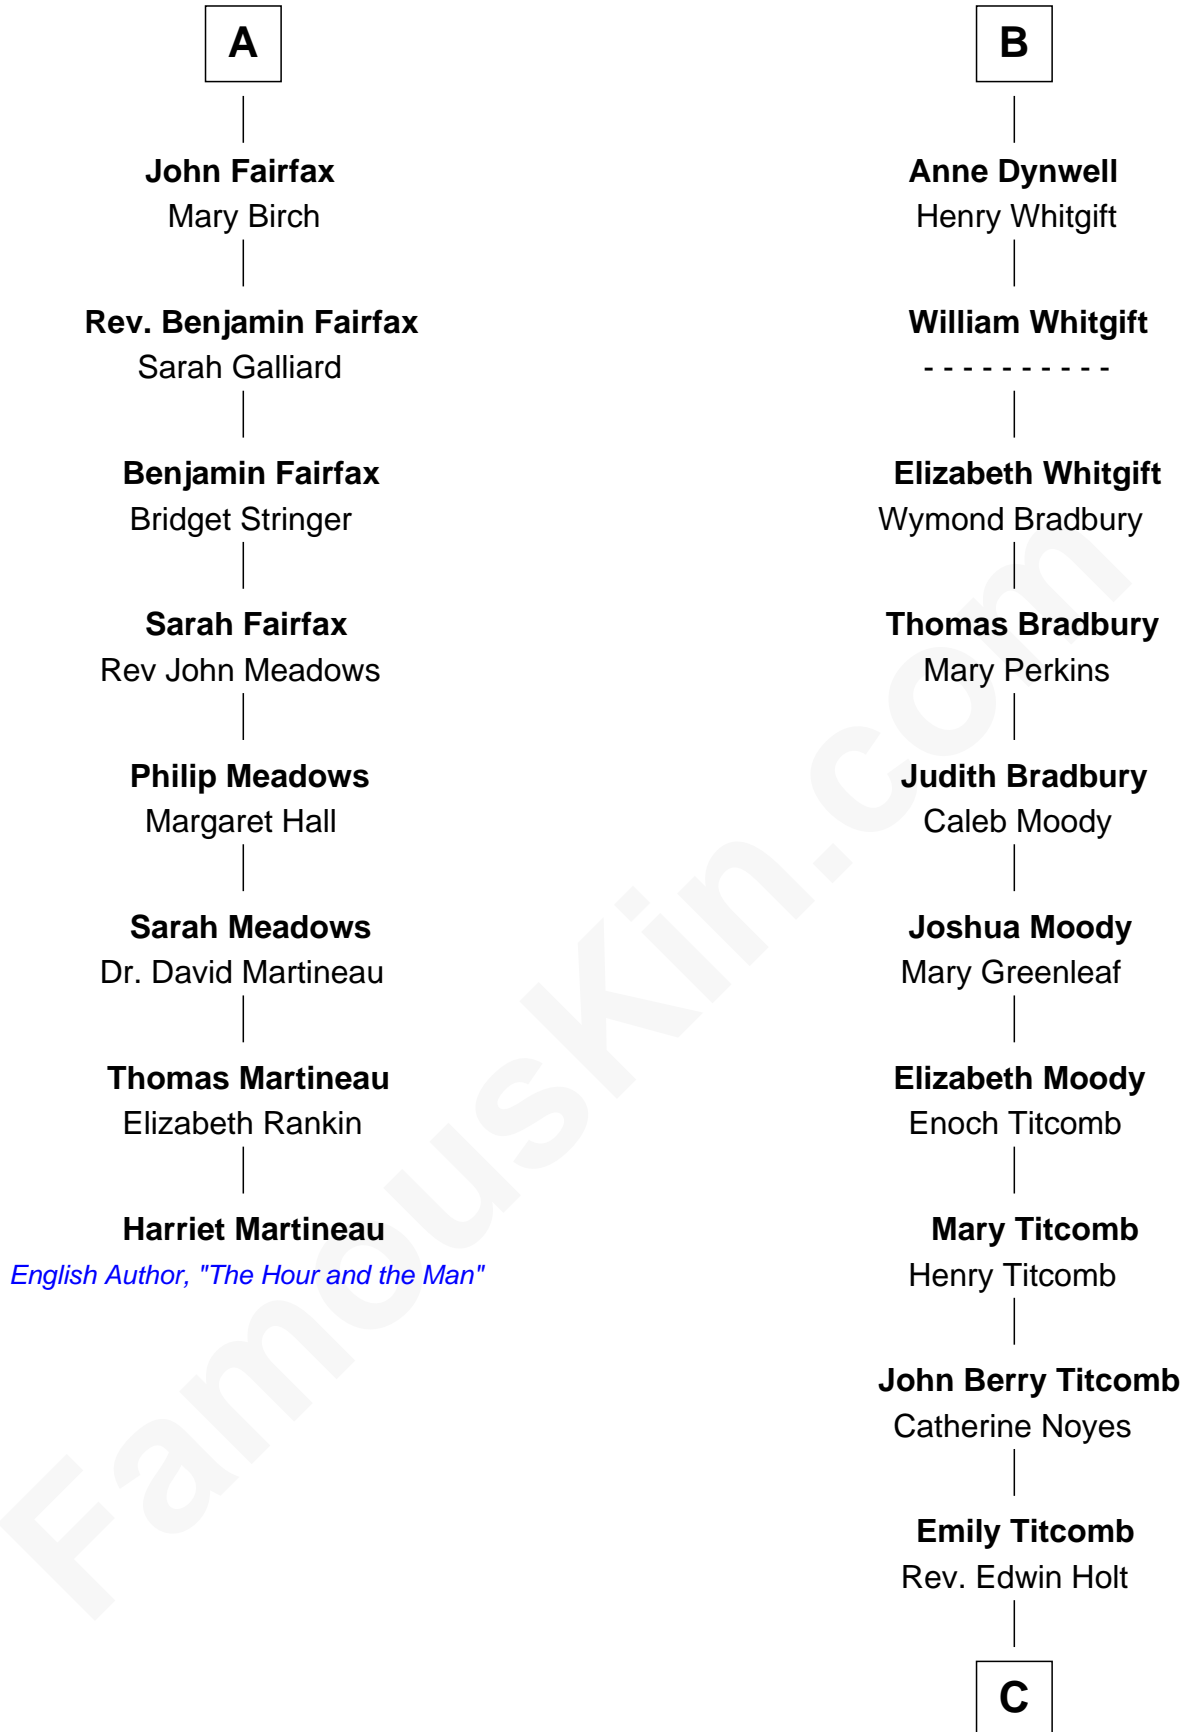 A
John Fairfax
Mary Birch
Rev. Benjamin Fairfax
Sarah Galliard
Benjamin Fairfax
Bridget Stringer
Sarah Fairfax
Rev John Meadows
Philip Meadows
Margaret Hall
Sarah Meadows
Dr. David Martineau
Thomas Martineau
Elizabeth Rankin
Harriet Martineau
English Author, "The Hour and the Man"
B
Anne Dynwell
Henry Whitgift
William Whitgift
- - - - - - - - - -
Elizabeth Whitgift
Wymond Bradbury
Thomas Bradbury
Mary Perkins
Judith Bradbury
Caleb Moody
Joshua Moody
Mary Greenleaf
Elizabeth Moody
Enoch Titcomb
Mary Titcomb
Henry Titcomb
John Berry Titcomb
Catherine Noyes
Emily Titcomb
Rev. Edwin Holt
C
FamousKin.com